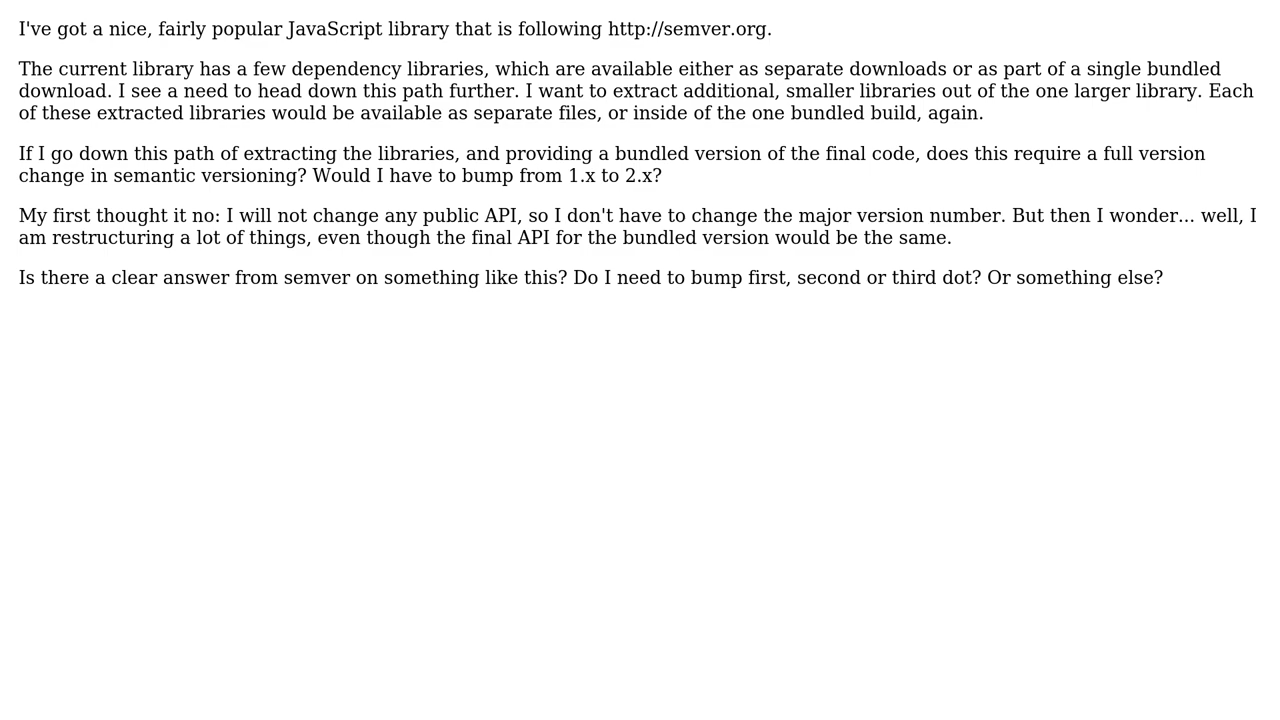 I've got a nice, fairly popular JavaScript library that is following http://semver.org.
The current library has a few dependency libraries, which are available either as separate downloads or as part of a single bundled
download. I see a need to head down this path further. I want to extract additional, smaller libraries out of the one larger library. Each
of these extracted libraries would be available as separate files, or inside of the one bundled build, again.
If I go down this path of extracting the libraries, and providing a bundled version of the final code, does this require a full version
change in semantic versioning? Would I have to bump from 1.x to 2.x?
My first thought it no: I will not change any public API, so I don't have to change the major version number. But then I wonder... well, I
am restructuring a lot of things, even though the final API for the bundled version would be the same.
Is there a clear answer from semver on something like this? Do I need to bump first, second or third dot? Or something else?